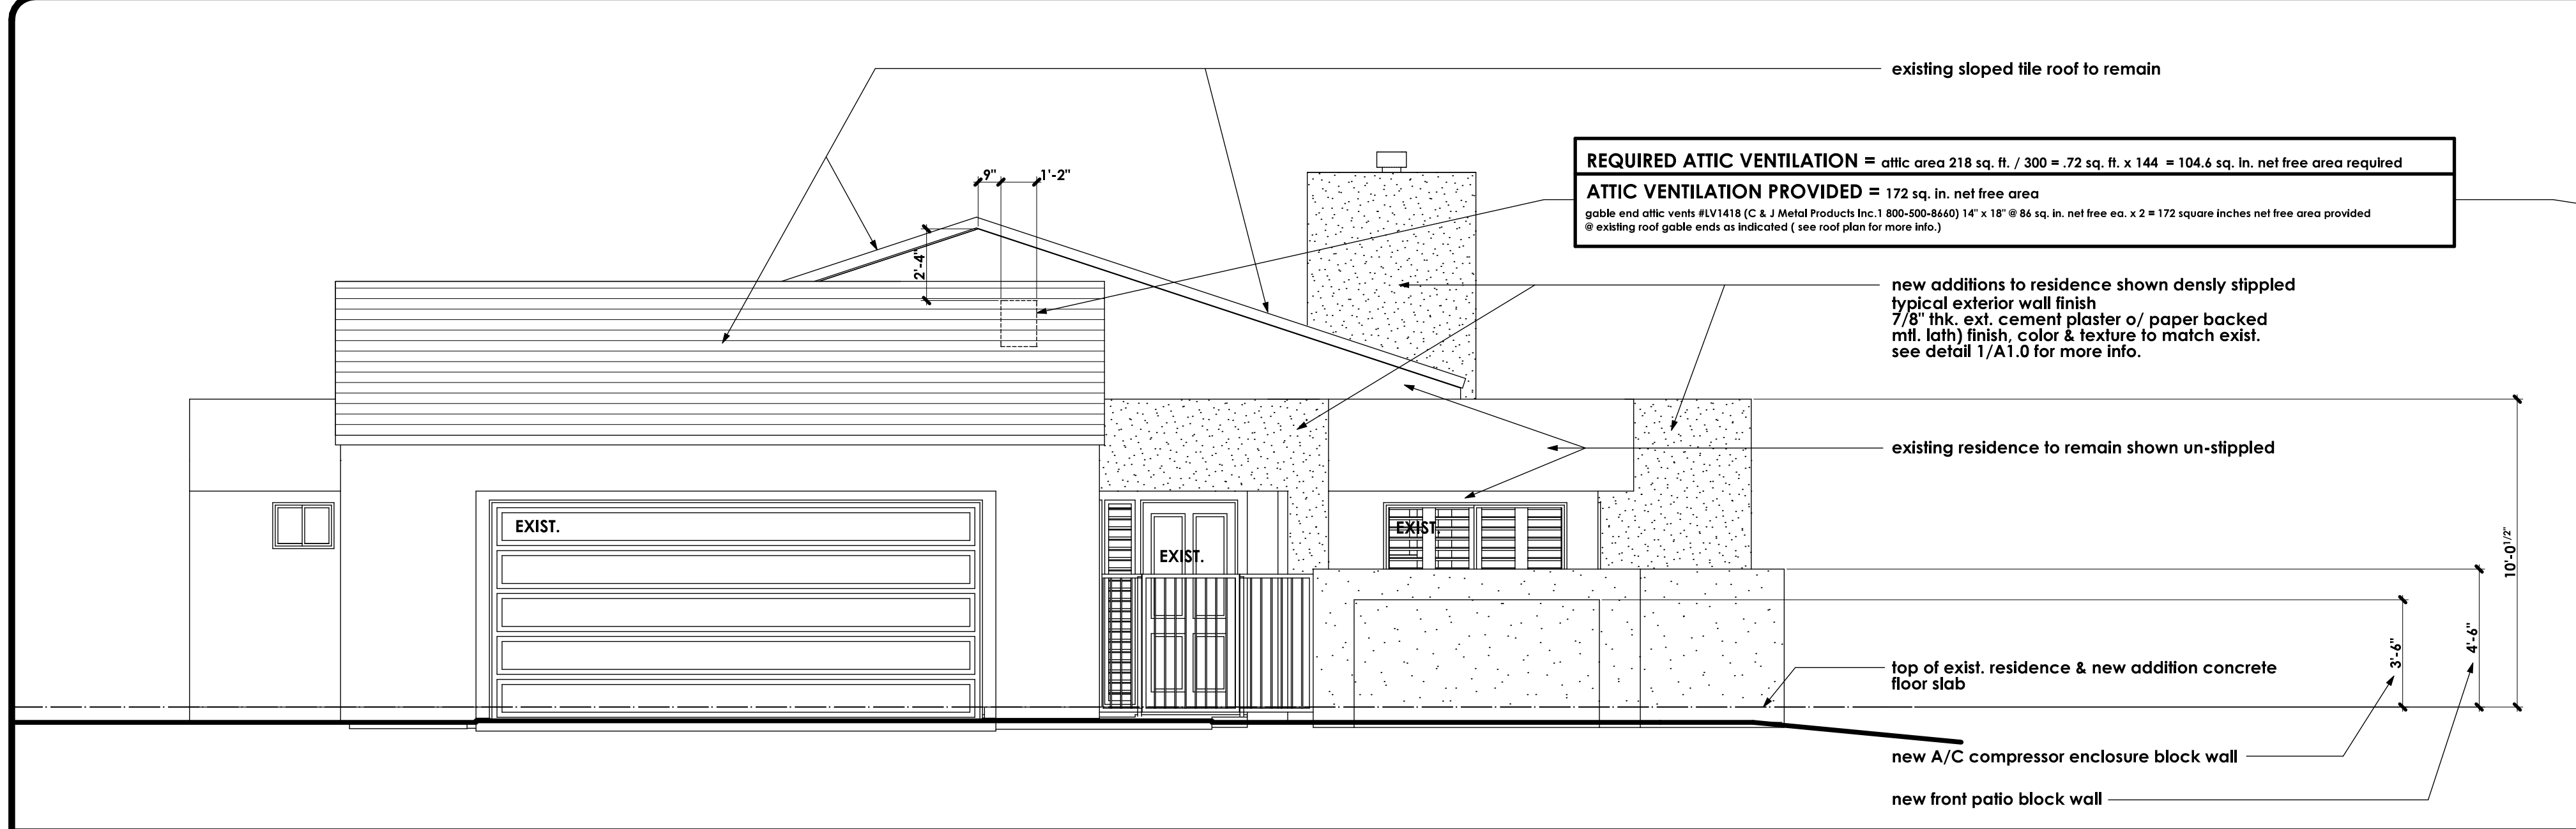 existing sloped tile roof to remain
REQUIRED ATTIC VENTILATION = attic area 218 sq. ft. / 300 = .72 sq. ft. x 144 = 104.6 sq. in. net free area required
9" 1'-2"
ATTIC VENTILATION PROVIDED = 172 sq. in. net free area
gable end attic vents #LV1418 (C & J Metal Products Inc.1 800-500-8660) 14" x 18" @ 86 sq. in. net free ea. x 2 = 172 square inches net free area provided
@ existing roof gable ends as indicated ( see roof plan for more info.)
2'-4"
new additions to residence shown densly stippled
typical exterior wall finish
7/8" thk. ext. cement plaster o/ paper backed
mtl. lath) finish, color & texture to match exist.
see detail 1/A1.0 for more info.
existing residence to remain shown un-stippled
EXIST.
EXIST.
EXIST.
10'-0 1/2"
3'-6"
4'-6"
top of exist. residence & new addition concrete
floor slab
new A/C compressor enclosure block wall
new front patio block wall